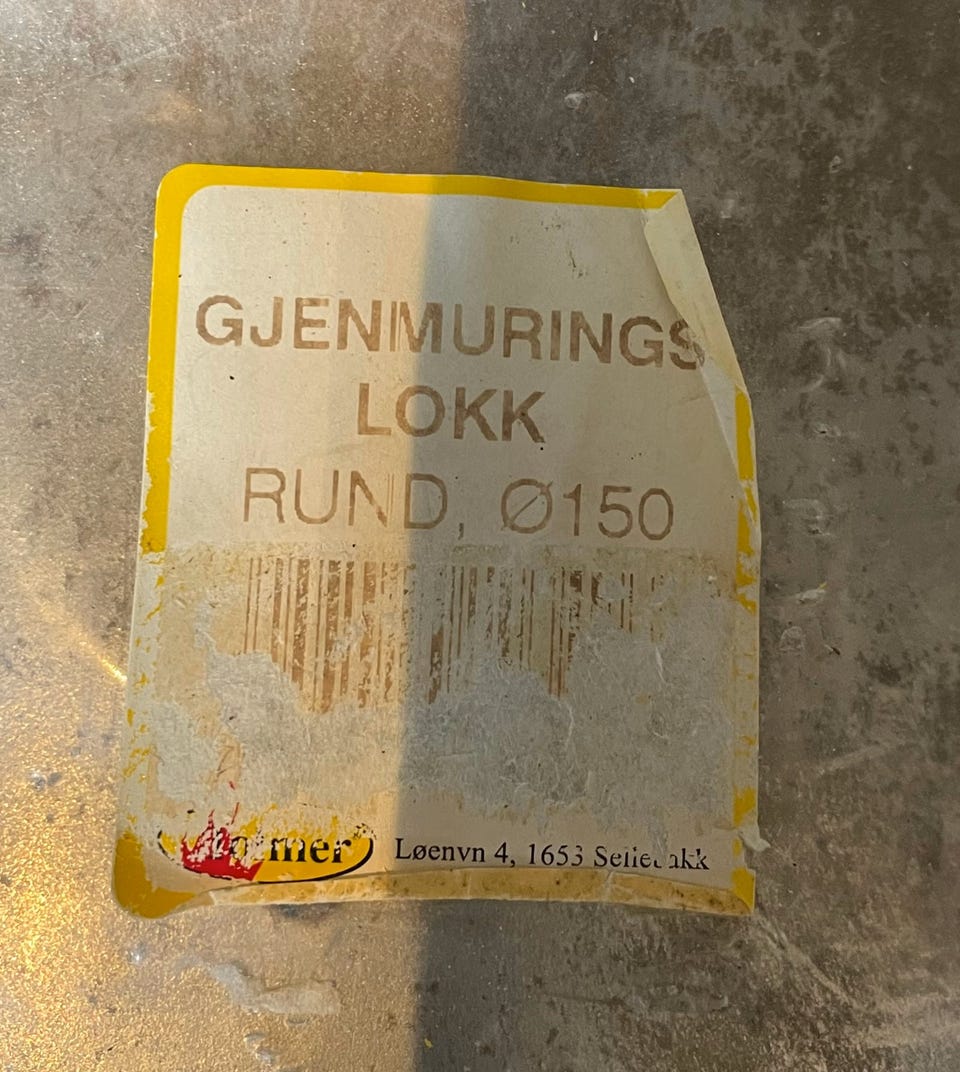 GJENMURINGS
LOKK
RUND, Ø150
Løenvn 4, 1653